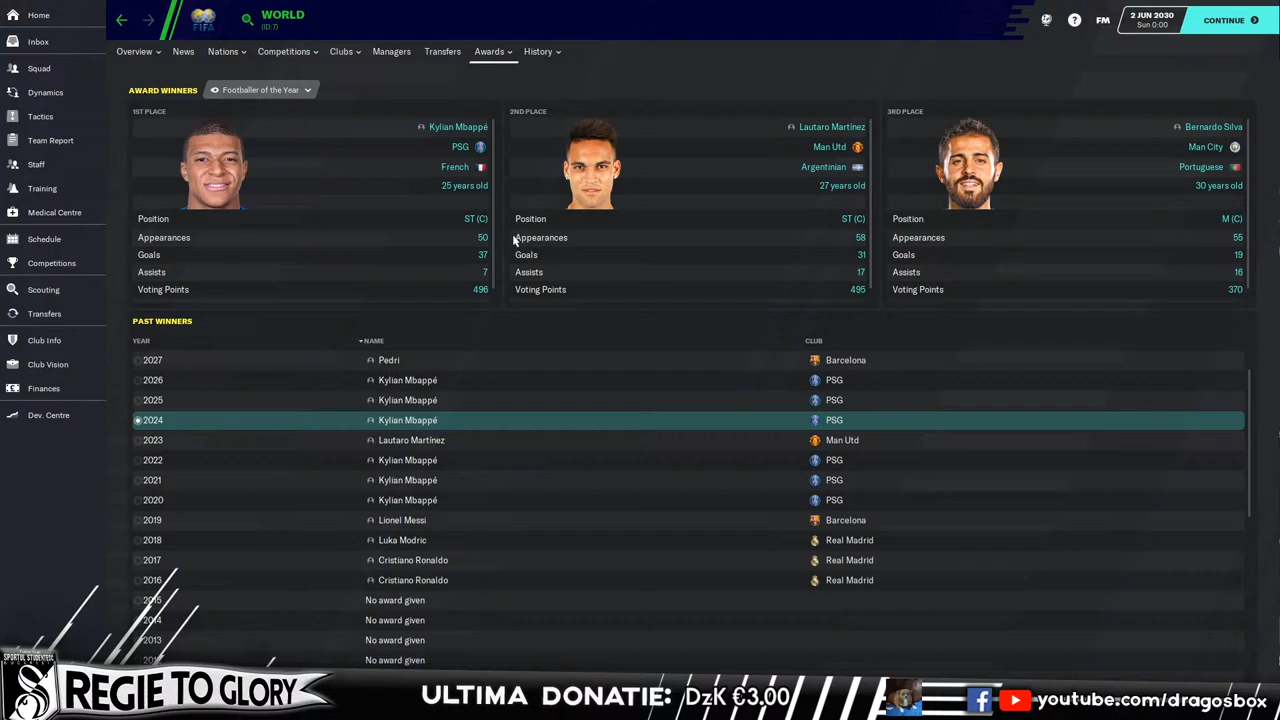 Home
Inbox
Squad
Dynamics
Tactics
Team Report
Staff
Training
Medical Centre
Schedule
Competitions
Scouting
Transfers
Club Info
Club Vision
Finances
Dev. Centre
FIFA
WORLD
(ID:7)
FM
2 JUN 2030
Sun 0:00
CONTINUE
Overview News Nations Competitions Clubs Managers Transfers Awards History
AWARD WINNERS Footballer of the Year
1ST PLACE
Kylian Mbappé
PSG
French
25 years old
Position ST (C)
Appearances 50
Goals 37
Assists 7
Voting Points 496
2ND PLACE
Lautaro Martínez
Man Utd
Argentinian
27 years old
Position ST (C)
Appearances 58
Goals 31
Assists 17
Voting Points 495
3RD PLACE
Bernardo Silva
Man City
Portuguese
30 years old
Position M (C)
Appearances 55
Goals 19
Assists 16
Voting Points 370
PAST WINNERS
YEAR NAME CLUB
2027 Pedri Barcelona
2026 Kylian Mbappé PSG
2025 Kylian Mbappé PSG
2024 Kylian Mbappé PSG
2023 Lautaro Martínez Man Utd
2022 Kylian Mbappé PSG
2021 Kylian Mbappé PSG
2020 Kylian Mbappé PSG
2019 Lionel Messi Barcelona
2018 Luka Modric Real Madrid
2017 Cristiano Ronaldo Real Madrid
2016 Cristiano Ronaldo Real Madrid
2015 No award given
2014 No award given
2013 No award given
No award given
SPORTUL STUDENTESC
REGIE TO GLORY
ULTIMA DONATIE: DzK €3.00
youtube.com/dragosbox